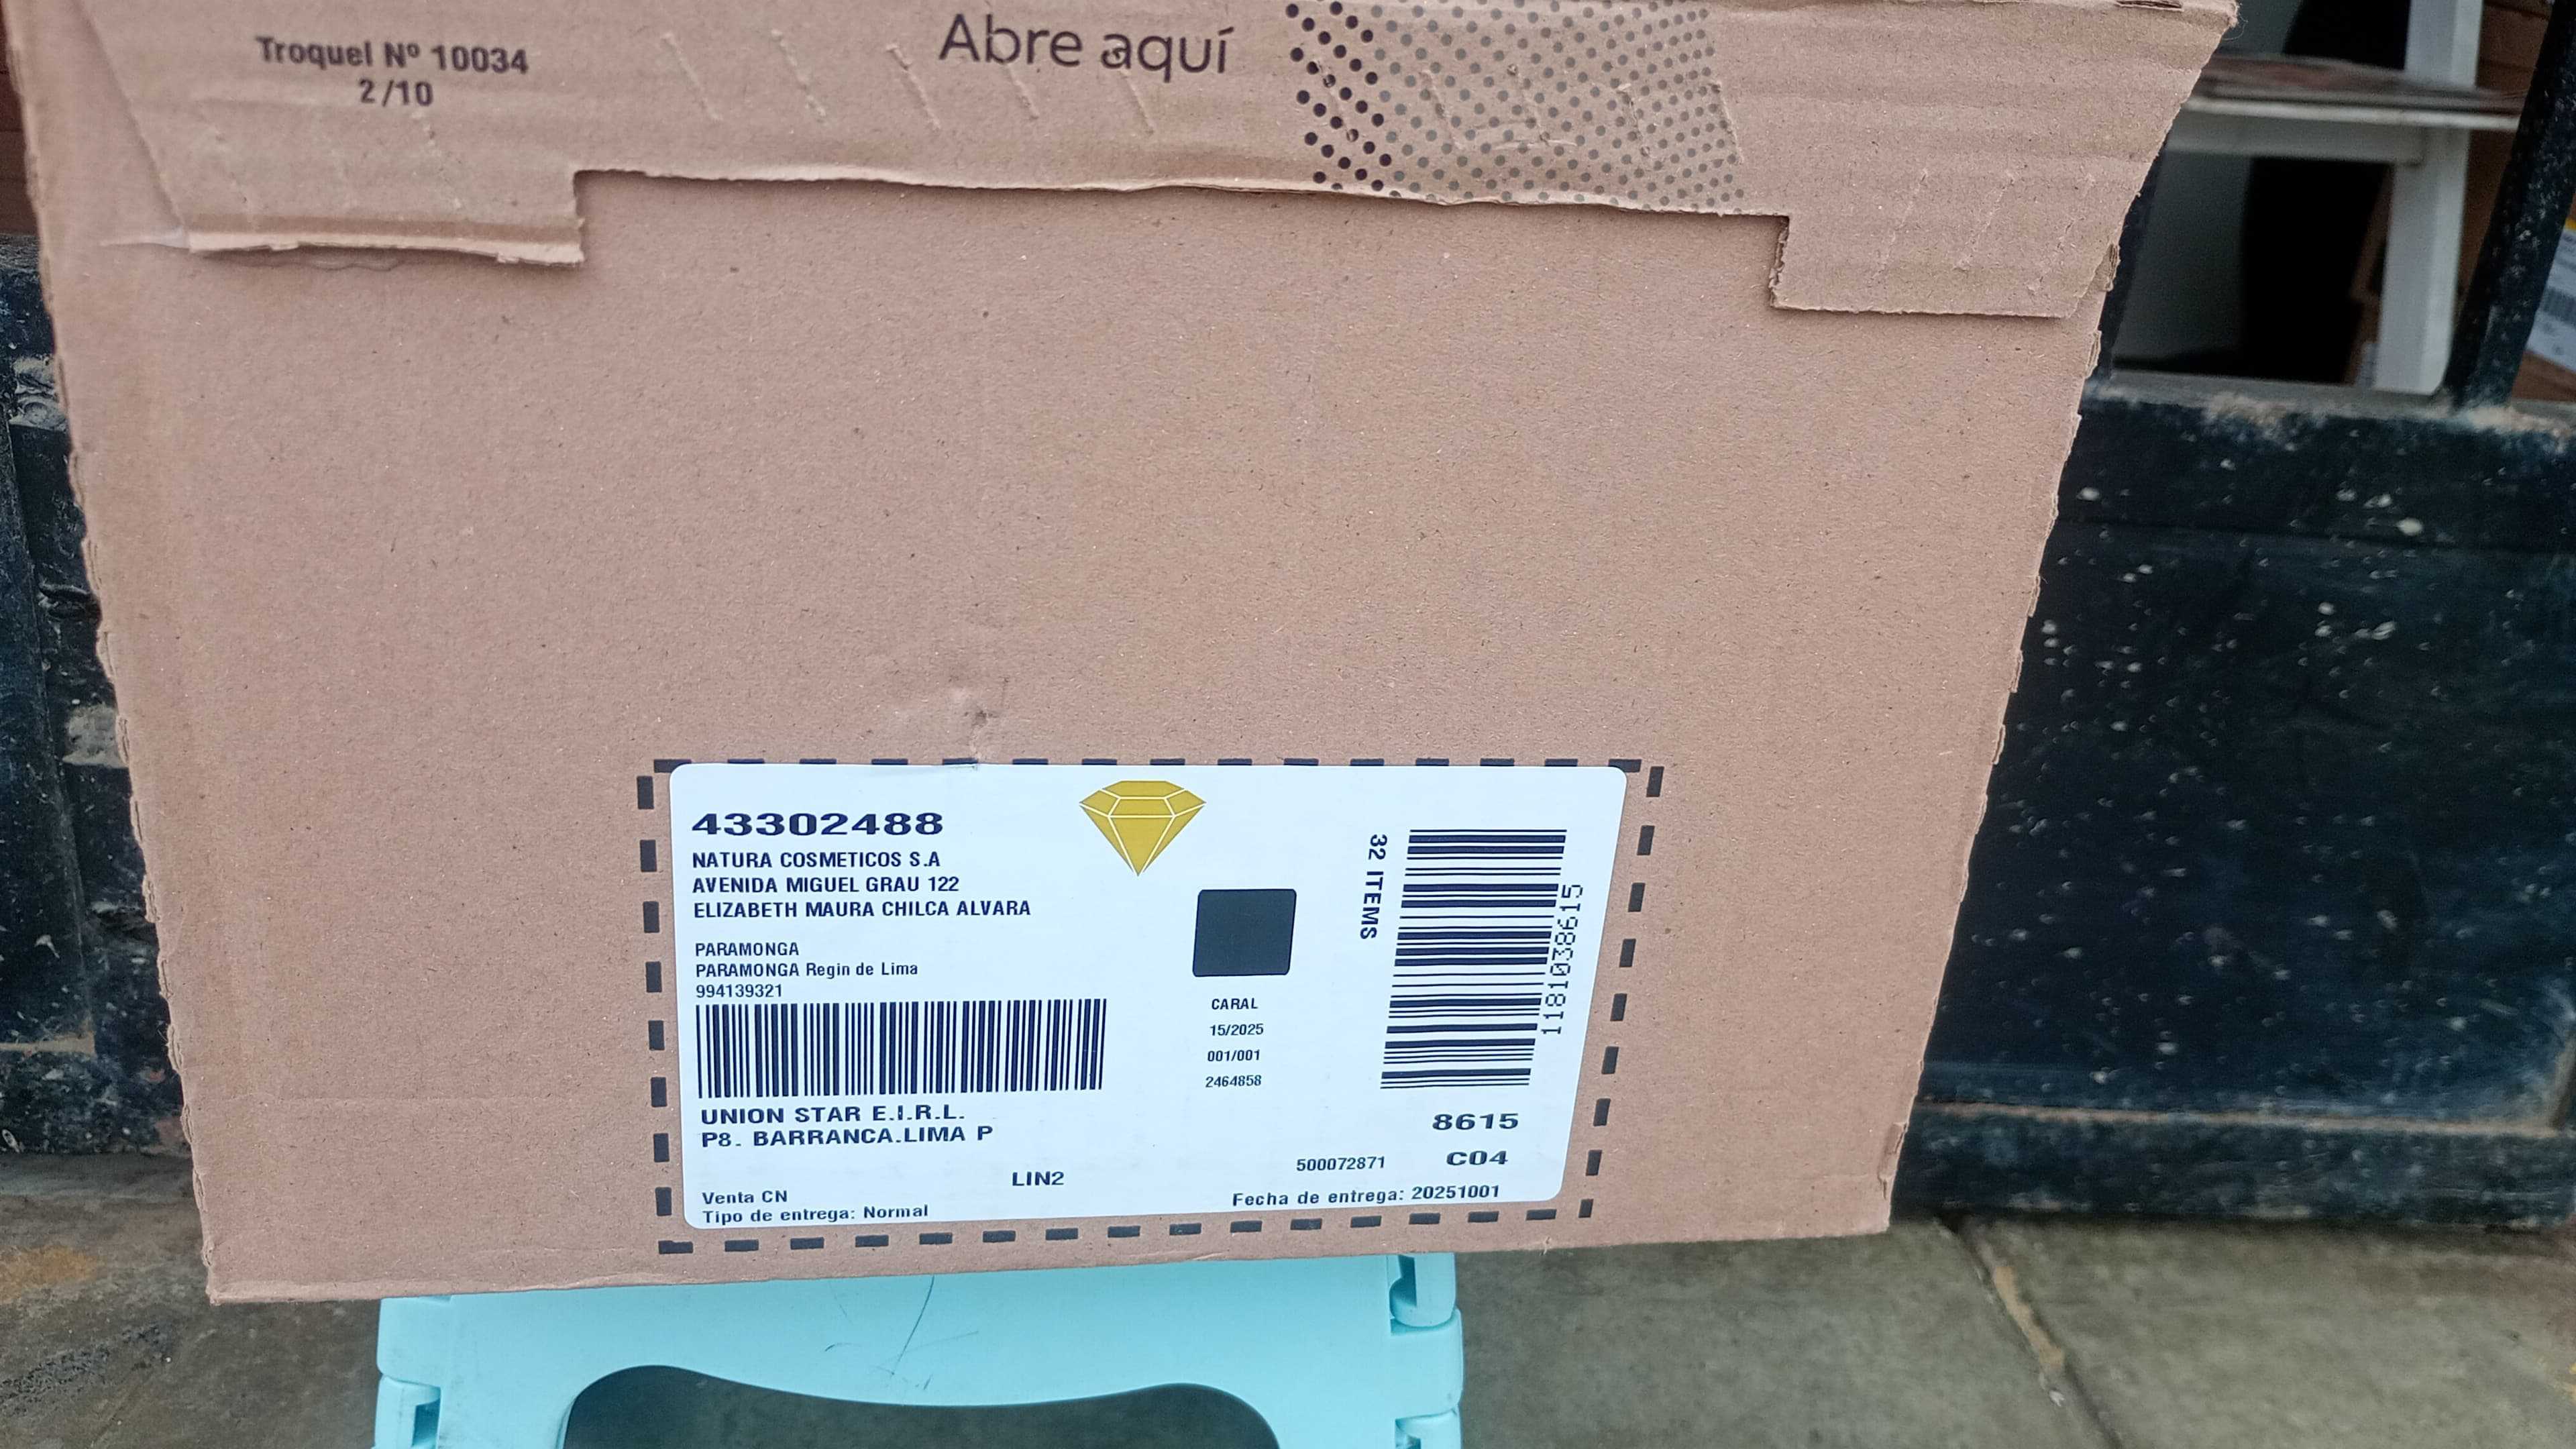 Troquel Nº 10034
2/10
Abre aquí
43302488
NATURA COSMETICOS S.A
AVENIDA MIGUEL GRAU 122
ELIZABETH MAURA CHILCA ALVARA
PARAMONGA
PARAMONGA Regin de Lima
994139321
UNION STAR E.I.R.L.
P8. BARRANCA.LIMA P
LIN2
Venta CN
Tipo de entrega: Normal
CARAL
15/2025
001/001
2464858
32 ITEMS
1181038615
8615
500072871 C04
Fecha de entrega: 20251001